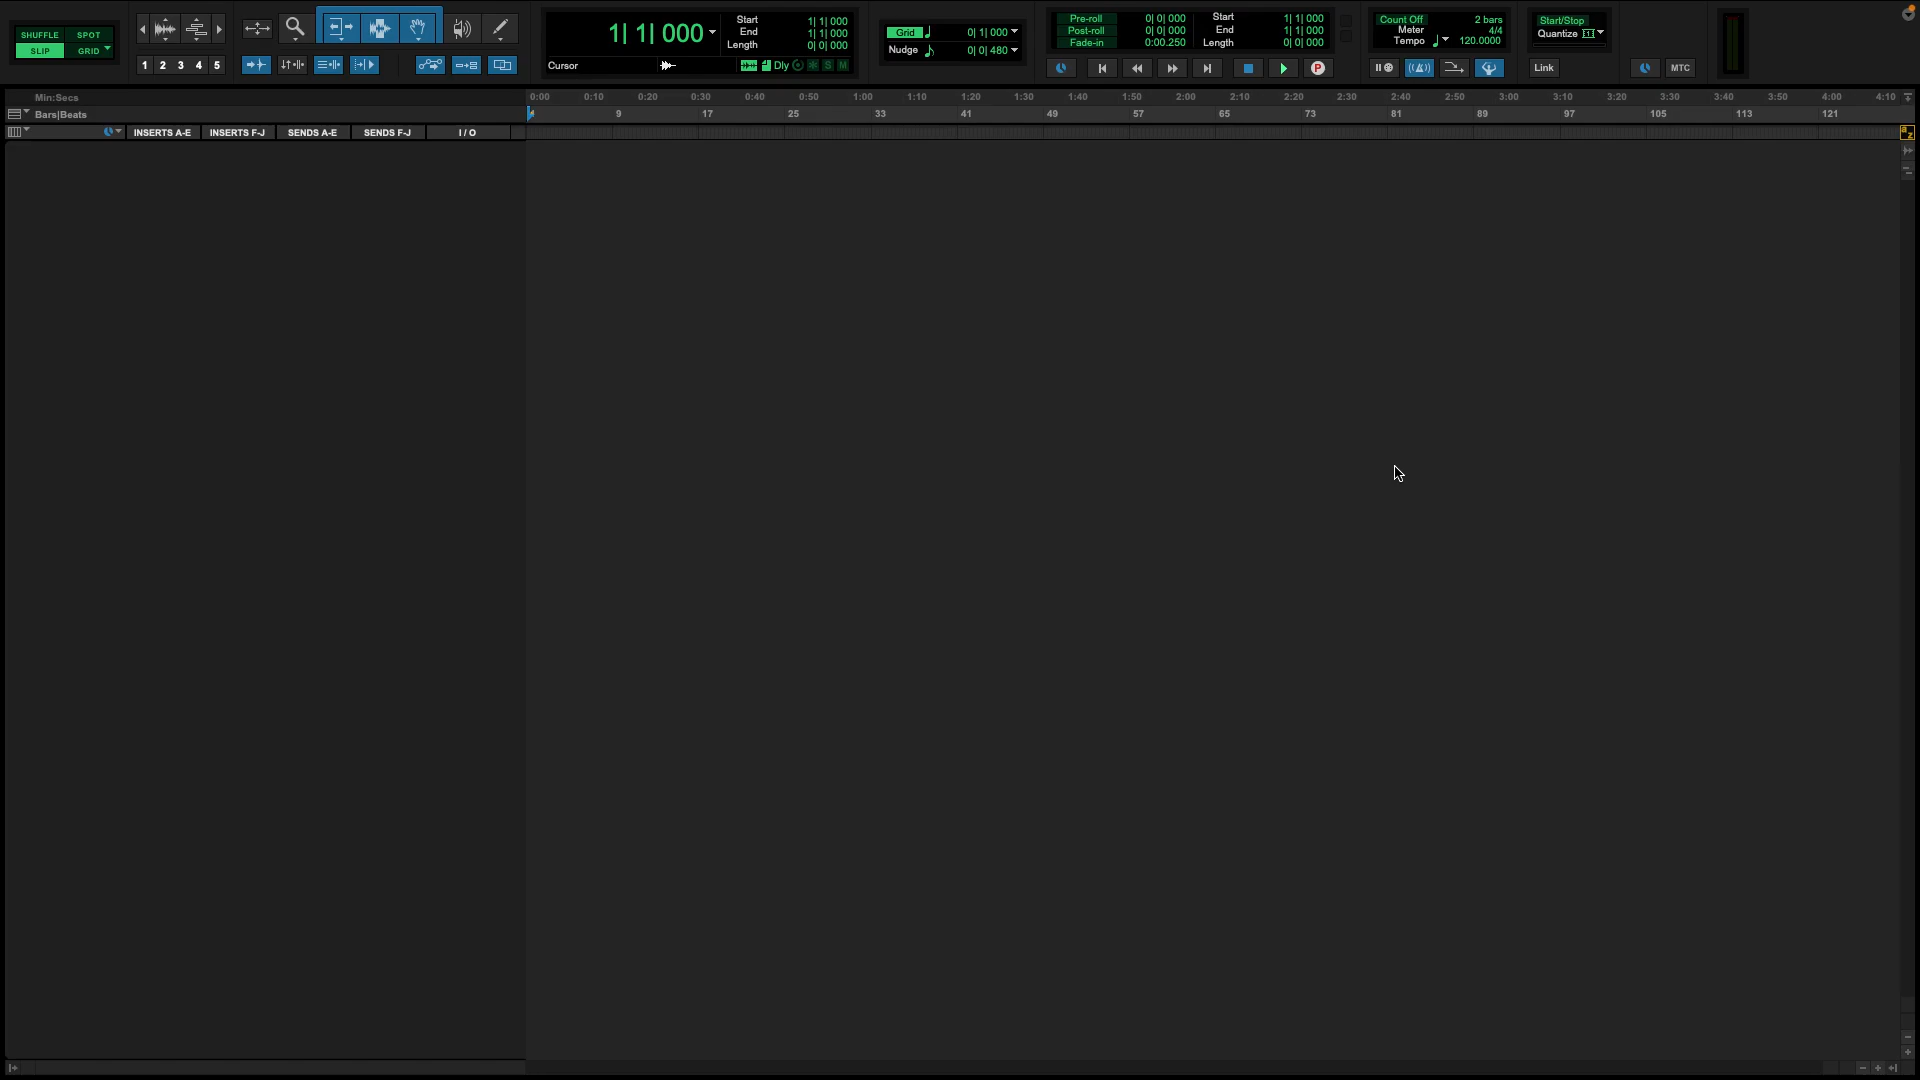 SHUFFLE SPOT
SLIP GRID
1 2 3 4 5
1| 1| 000
Start 1| 1| 000
End 1| 1| 000
Length 0| 0| 000
Cursor
Dly S M
Grid 0| 1| 000
Nudge 0| 0| 480
Pre-roll 0| 0| 000
Post-roll 0| 0| 000
Fade-in 0:00.250
Start 1| 1| 000
End 1| 1| 000
Length 0| 0| 000
P
Count Off 2 bars
Meter 4/4
Tempo 120.0000
Start/Stop
Quantize
Link
MTC
Min:Secs 0:00 0:10 0:20 0:30 0:40 0:50 1:00 1:10 1:20 1:30 1:40 1:50 2:00 2:10 2:20 2:30 2:40 2:50 3:00 3:10 3:20 3:30 3:40 3:50 4:00 4:10
Bars|Beats 9 17 25 33 41 49 57 65 73 81 89 97 105 113 121
INSERTS A-E INSERTS F-J SENDS A-E SENDS F-J I / O
a z